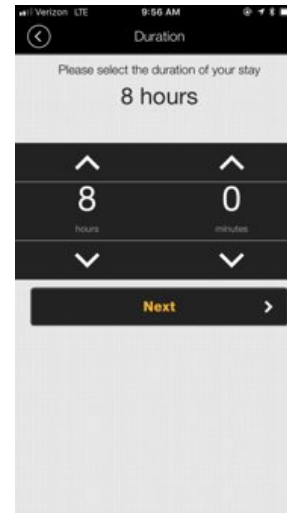 Verizon LTE 9:56 AM
Duration
Please select the duration of your stay
8 hours
8 0
hours minutes
Next